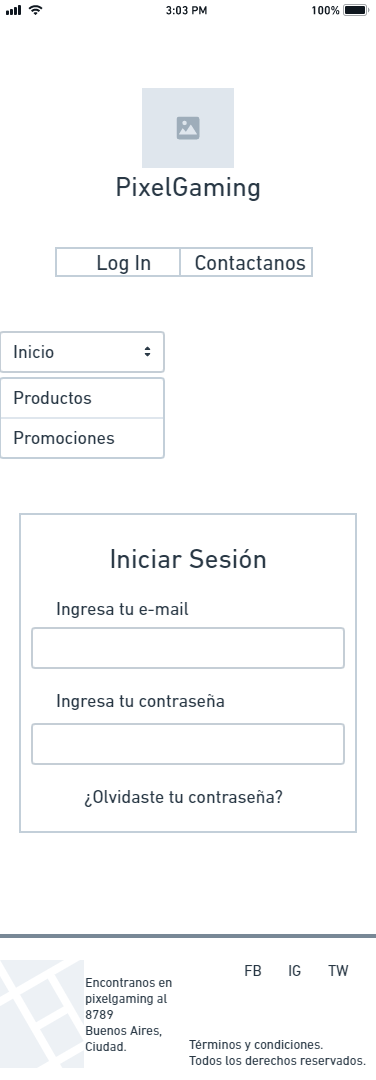 3:03 PM 100%
PixelGaming
Log In Contactanos
Inicio
Productos
Promociones
Iniciar Sesión
Ingresa tu e-mail
Ingresa tu contraseña
¿Olvidaste tu contraseña?
FB IG TW
Encontranos en
pixelgaming al
8789
Buenos Aires,
Ciudad.
Términos y condiciones.
Todos los derechos reservados.